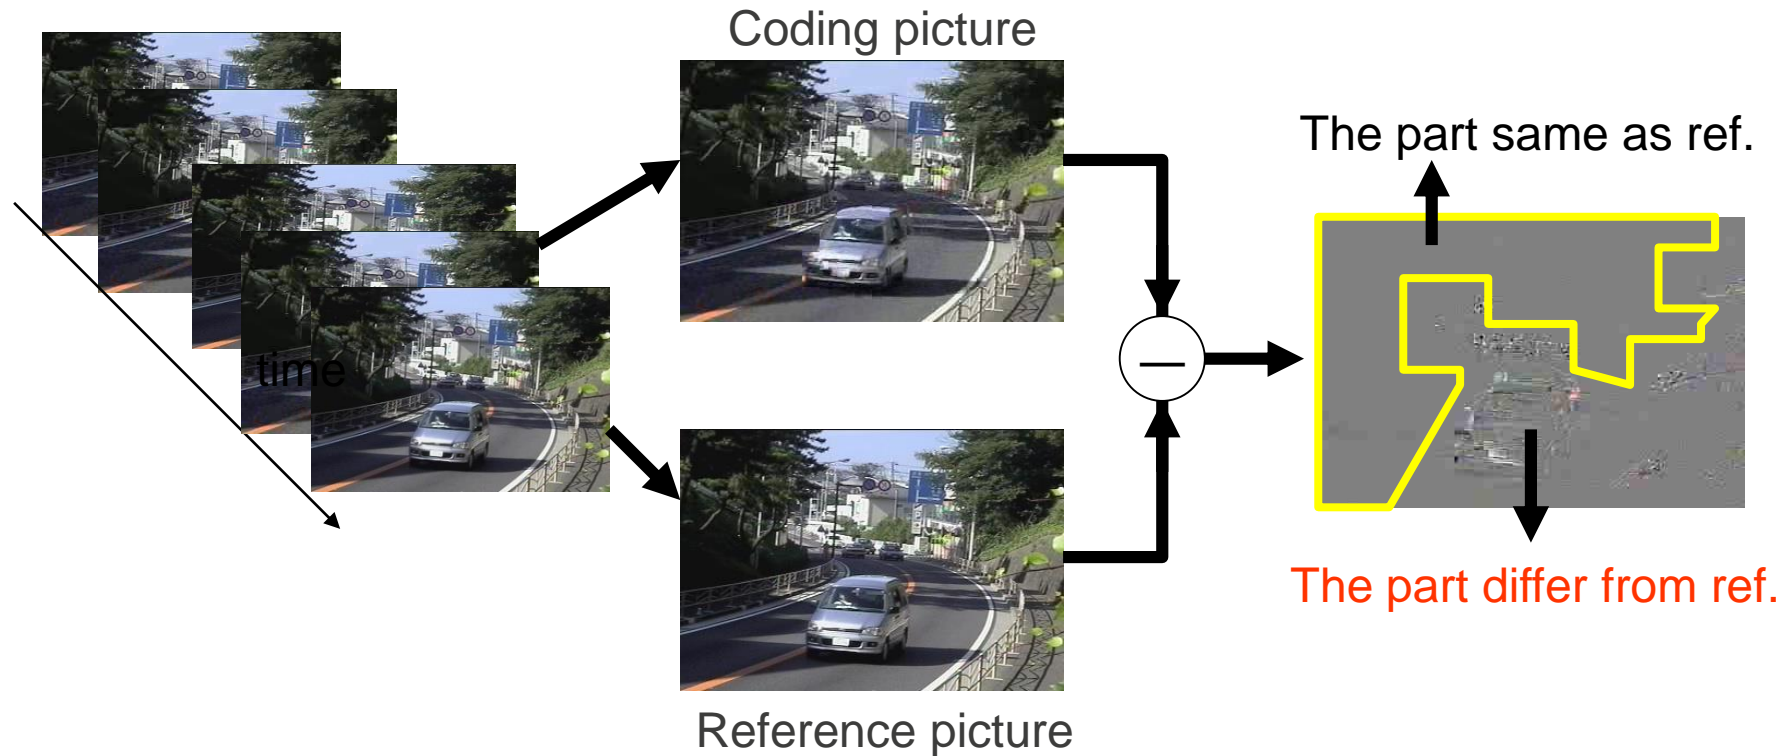 Coding picture
The part same as ref.
time
The part differ from ref.
Reference picture